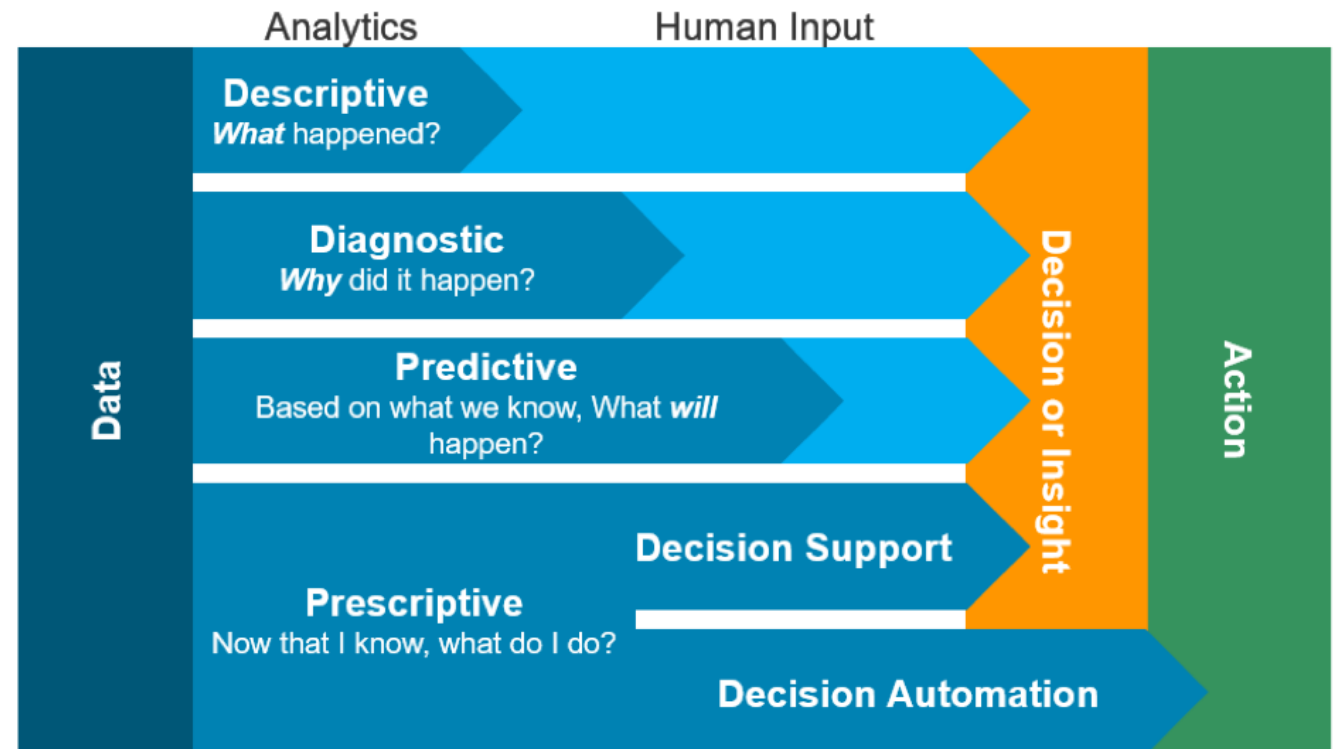 Analytics
Human Input
Data
Descriptive
What happened?
Diagnostic
Why did it happen?
Predictive
Based on what we know, What will
happen?
Prescriptive
Now that I know, what do I do?
Decision Support
Decision Automation
Decision or Insight
Action